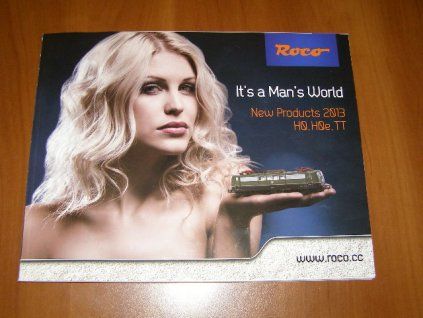 Roco
It's a Man's World
New Products 2013
H0, H0e, TT
www.roco.cc